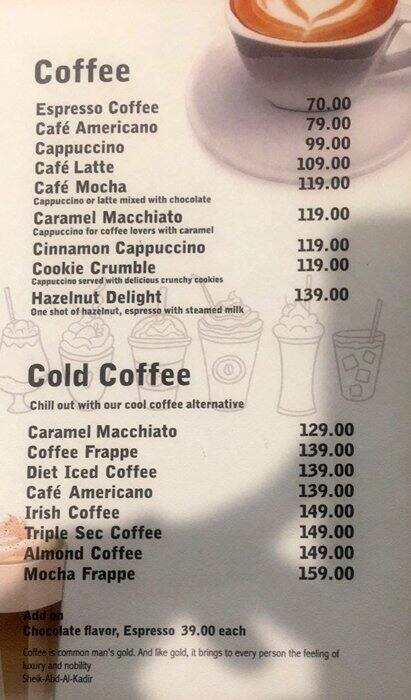 Coffee
Espresso Coffee 70.00
Café Americano 79.00
Cappuccino 99.00
Café Latte 109.00
Café Mocha 119.00
Cappuccino or latte mixed with chocolate
Caramel Macchiato 119.00
Cappuccino for coffee lovers with caramel
Cinnamon Cappuccino 119.00
Cookie Crumble 119.00
Cappuccino served with delicious crunchy cookies
Hazelnut Delight 139.00
One shot of hazelnut, espresso with steamed milk
Cold Coffee
Chill out with our cool coffee alternative
Caramel Macchiato 129.00
Coffee Frappe 139.00
Diet Iced Coffee 139.00
Café Americano 139.00
Irish Coffee 149.00
Triple Sec Coffee 149.00
Almond Coffee 149.00
Mocha Frappe 159.00
Add on
Chocolate flavor, Espresso 39.00 each
Coffee is common man's gold. And like gold, it brings to every person the feeling of
luxury and nobility
Sheik-Abd-Al-Kadir